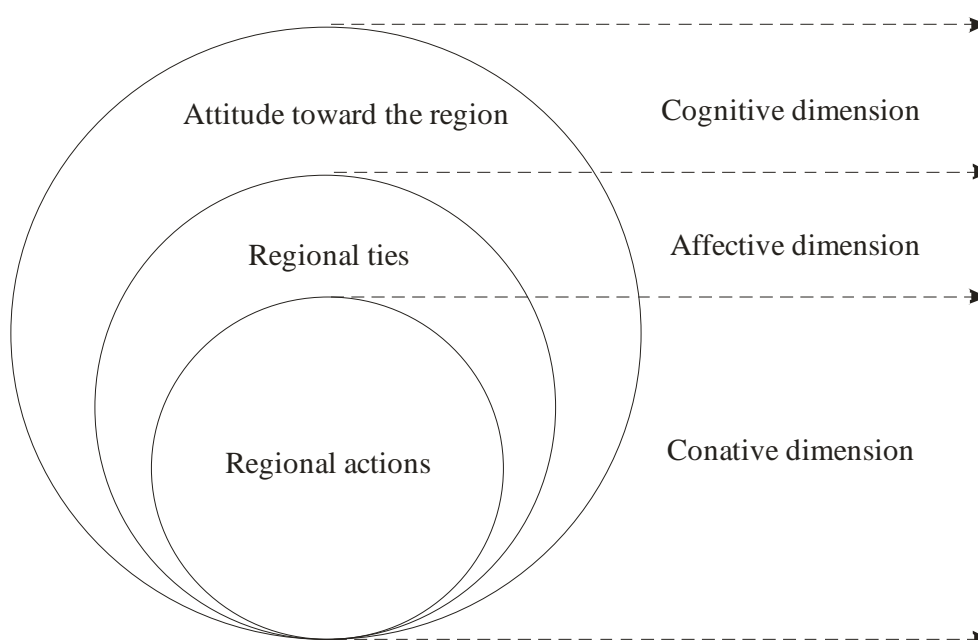 Attitude toward the region
Cognitive dimension
Regional ties
Affective dimension
Regional actions
Conative dimension